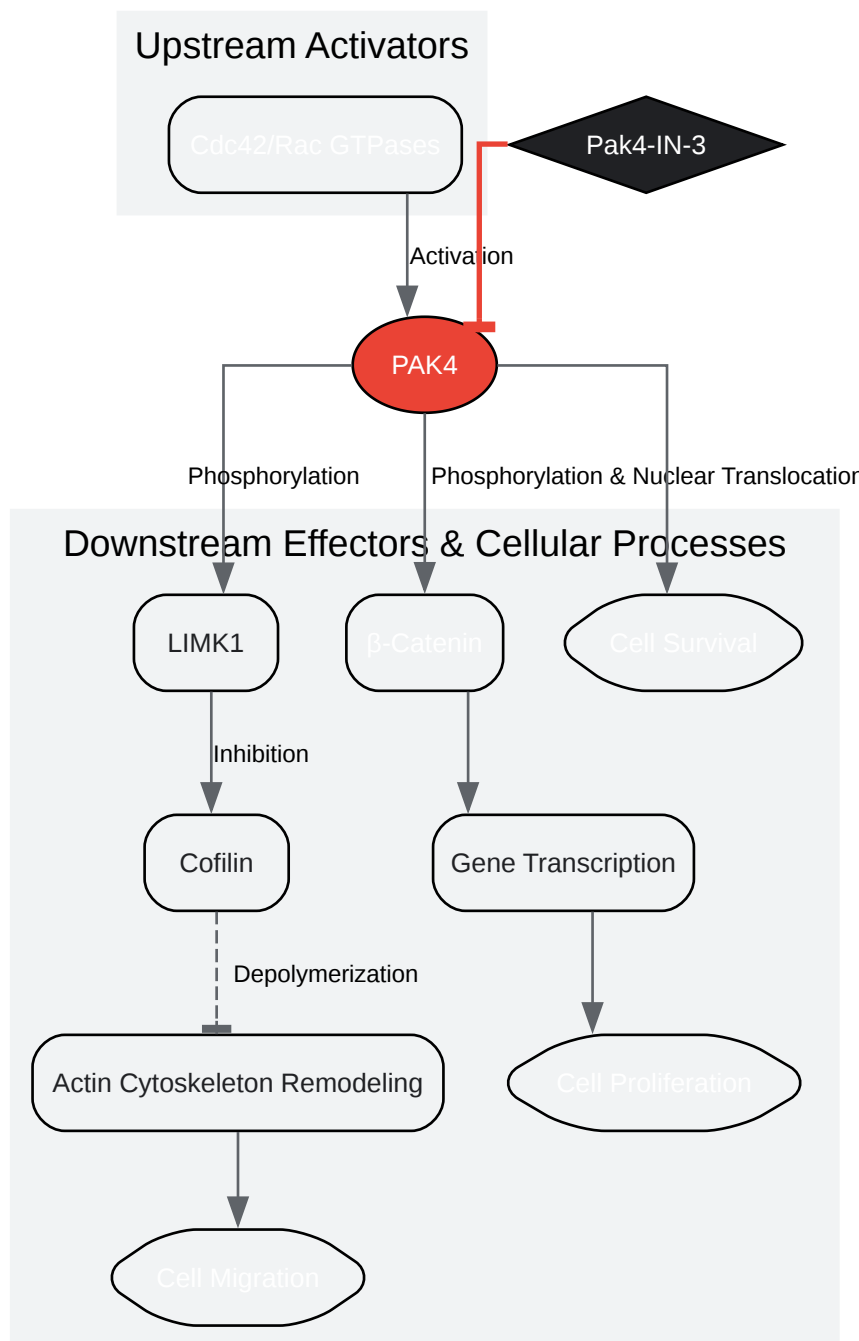 Upstream Activators
Cdc42/Rac GTPases
Pak4-IN-3
Activation
PAK4
Phosphorylation
Phosphorylation & Nuclear Translocation
Downstream Effectors & Cellular Processes
LIMK1
β-Catenin
Cell Survival
Inhibition
Cofilin
Gene Transcription
Depolymerization
Actin Cytoskeleton Remodeling
Cell Proliferation
Cell Migration